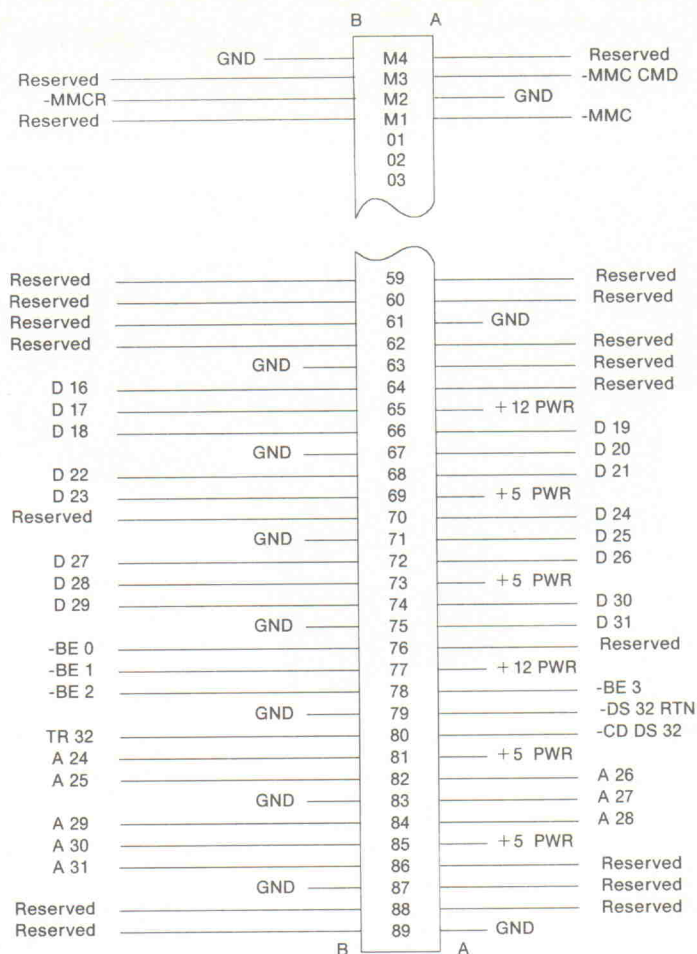 B A
GND M4 Reserved
Reserved M3 -MMC CMD
-MMCR M2 GND
Reserved M1 -MMC
01
02
03
Reserved 59 Reserved
Reserved 60 Reserved
Reserved 61 GND
Reserved 62 Reserved
GND 63 Reserved
D 16 64 Reserved
D 17 65 +12 PWR
D 18 66 D 19
GND 67 D 20
D 22 68 D 21
D 23 69 +5 PWR
Reserved 70 D 24
GND 71 D 25
D 27 72 D 26
D 28 73 +5 PWR
D 29 74 D 30
GND 75 D 31
-BE 0 76 Reserved
-BE 1 77 +12 PWR
-BE 2 78 -BE 3
GND 79 -DS 32 RTN
TR 32 80 -CD DS 32
A 24 81 +5 PWR
A 25 82 A 26
GND 83 A 27
A 29 84 A 28
A 30 85 +5 PWR
A 31 86 Reserved
GND 87 Reserved
Reserved 88 Reserved
Reserved 89 GND
B A